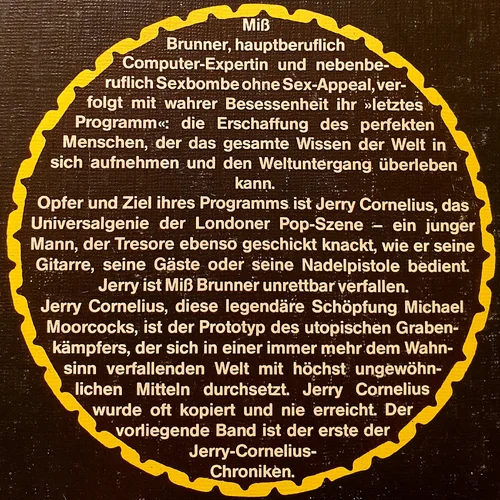 Miß
Brunner, hauptberuflich
Computer-Expertin und nebenbe-
ruflich Sexbombe ohne Sex-Appeal, ver-
folgt mit wahrer Besessenheit ihr »letztes
Programm«: die Erschaffung des perfekten
Menschen, der das gesamte Wissen der Welt in
sich aufnehmen und den Weltuntergang überleben
kann.
Opfer und Ziel ihres Programms ist Jerry Cornelius, das
Universalgenie der Londoner Pop-Szene – ein junger
Mann, der Tresore ebenso geschickt knackt, wie er seine
Gitarre, seine Gäste oder seine Nadelpistole bedient.
Jerry ist Miß Brunner unrettbar verfallen.
Jerry Cornelius, diese legendäre Schöpfung Michael
Moorcocks, ist der Prototyp des utopischen Graben-
kämpfers, der sich in einer immer mehr dem Wahn-
sinn verfallenden Welt mit höchst ungewöhn-
lichen Mitteln durchsetzt. Jerry Cornelius
wurde oft kopiert und nie erreicht. Der
vorliegende Band ist der erste der
Jerry-Cornelius-
Chroniken.